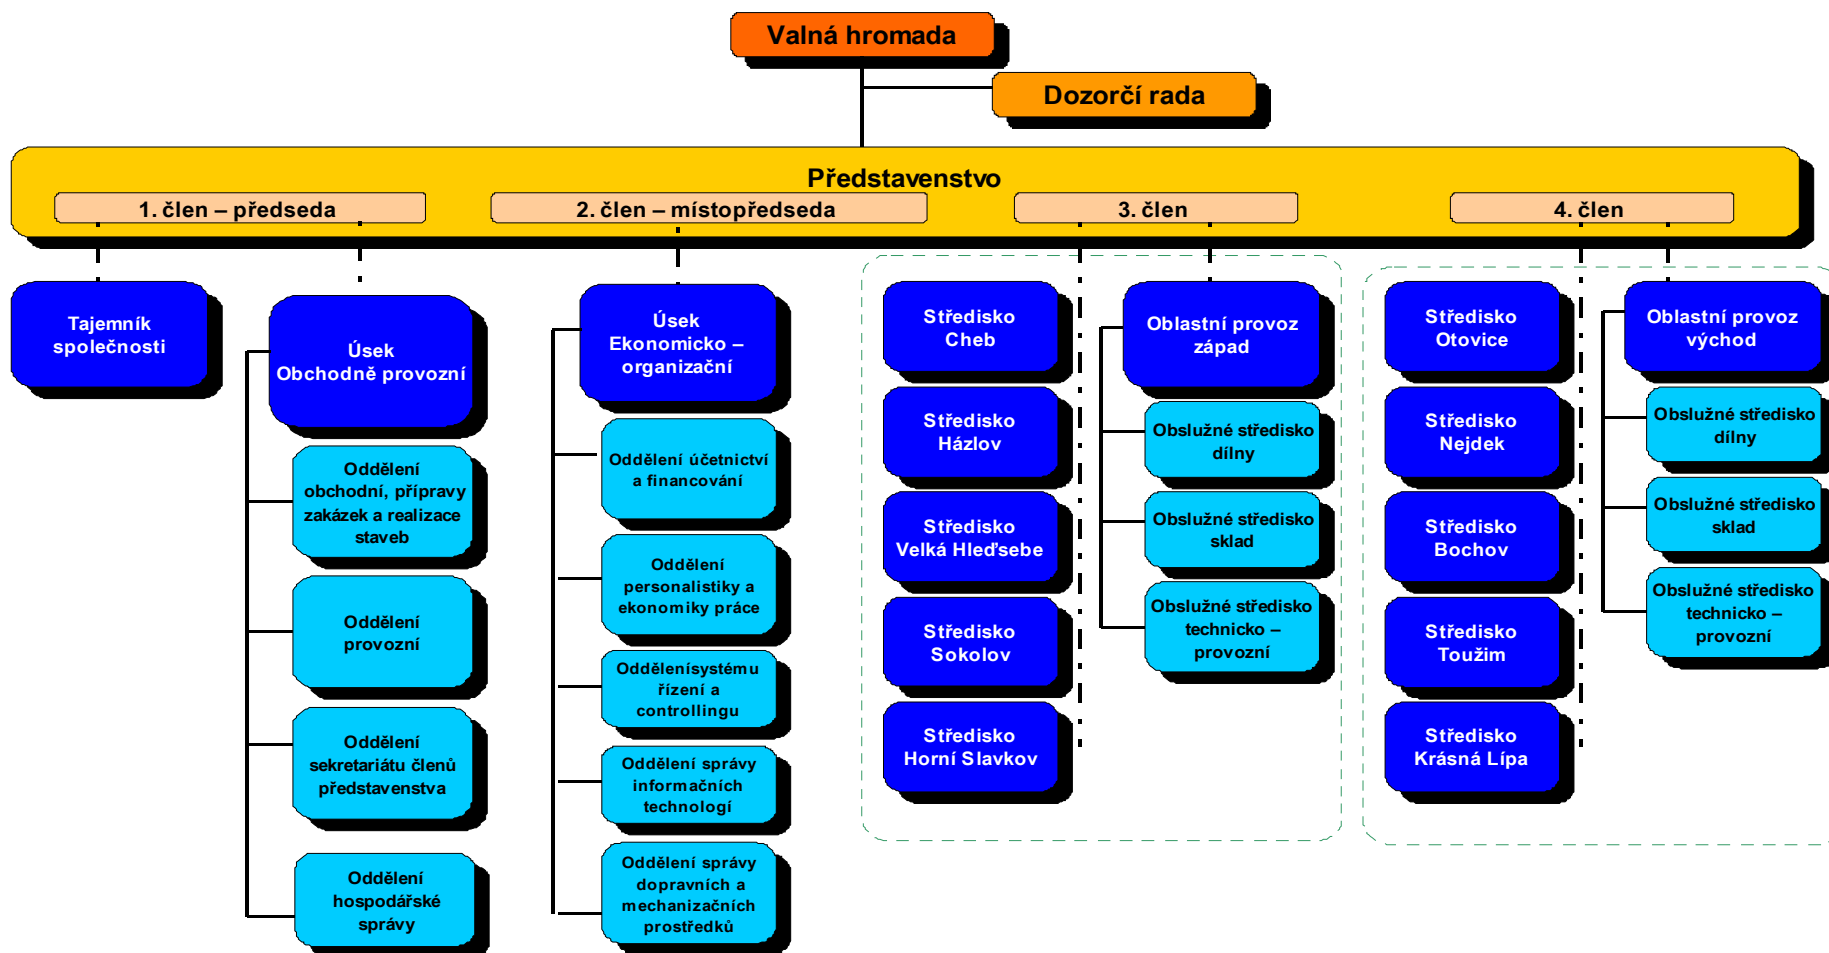 Valná hromada
Dozorčí rada
Představenstvo
1. člen – předseda
2. člen – místopředseda
3. člen
4. člen
Tajemník
společnosti
Úsek
Obchodně provozní
Oddělení
obchodní, přípravy
zakázek a realizace
staveb
Oddělení
provozní
Oddělení
sekretariátu členů
představenstva
Oddělení
hospodářské
správy
Úsek
Ekonomicko –
organizační
Oddělení účetnictví
a financování
Oddělení
personalistiky a
ekonomiky práce
Oddělenísystému
řízení a
controllingu
Oddělení správy
informačních
technologí
Oddělení správy
dopravních a
mechanizačních
prostředků
Středisko
Cheb
Středisko
Házlov
Středisko
Velká Hleďsebe
Středisko
Sokolov
Středisko
Horní Slavkov
Oblastní provoz
západ
Obslužné středisko
dílny
Obslužné středisko
sklad
Obslužné středisko
technicko –
provozní
Středisko
Otovice
Středisko
Nejdek
Středisko
Bochov
Středisko
Toužim
Středisko
Krásná Lípa
Oblastní provoz
východ
Obslužné středisko
dílny
Obslužné středisko
sklad
Obslužné středisko
technicko –
provozní